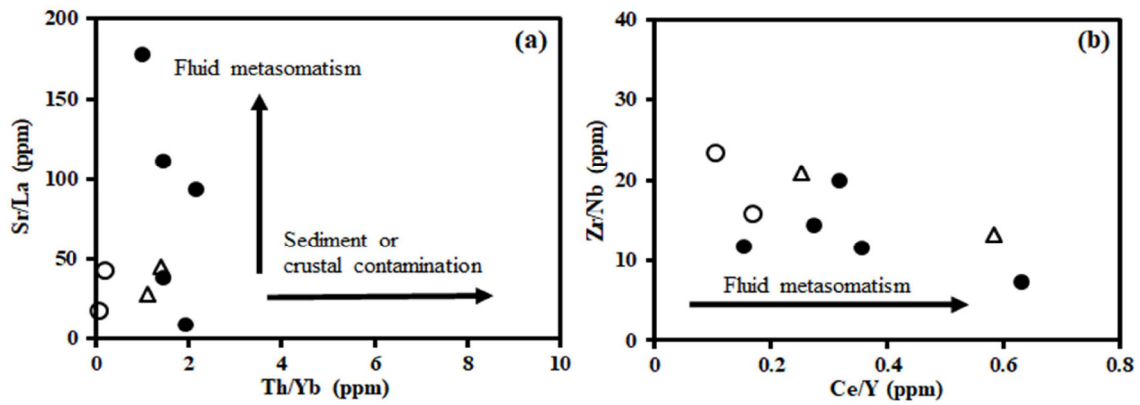 200
150
100
50
0
Sr/La (ppm)
(a)
Fluid metasomatism
Sediment or
crustal contamination
0 2 4 6 8 10
Th/Yb (ppm)
40
30
20
10
0
Zr/Nb (ppm)
(b)
Fluid metasomatism
0 0.2 0.4 0.6 0.8
Ce/Y (ppm)